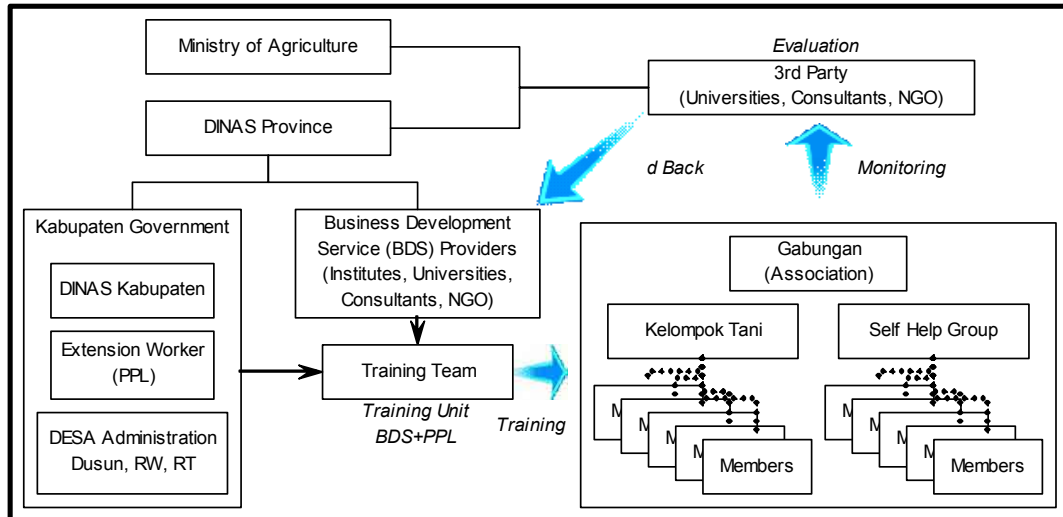 Ministry of Agriculture
DINAS Province
Evaluation
3rd Party
(Universities, Consultants, NGO)
d Back
Monitoring
Kabupaten Government
DINAS Kabupaten
Extension Worker
(PPL)
DESA Administration
Dusun, RW, RT
Business Development
Service (BDS) Providers
(Institutes, Universities,
Consultants, NGO)
Training Team
Training Unit
BDS+PPL
Training
Gabungan
(Association)
Kelompok Tani
M
M
M
M
Members
Self Help Group
M
M
M
M
Members